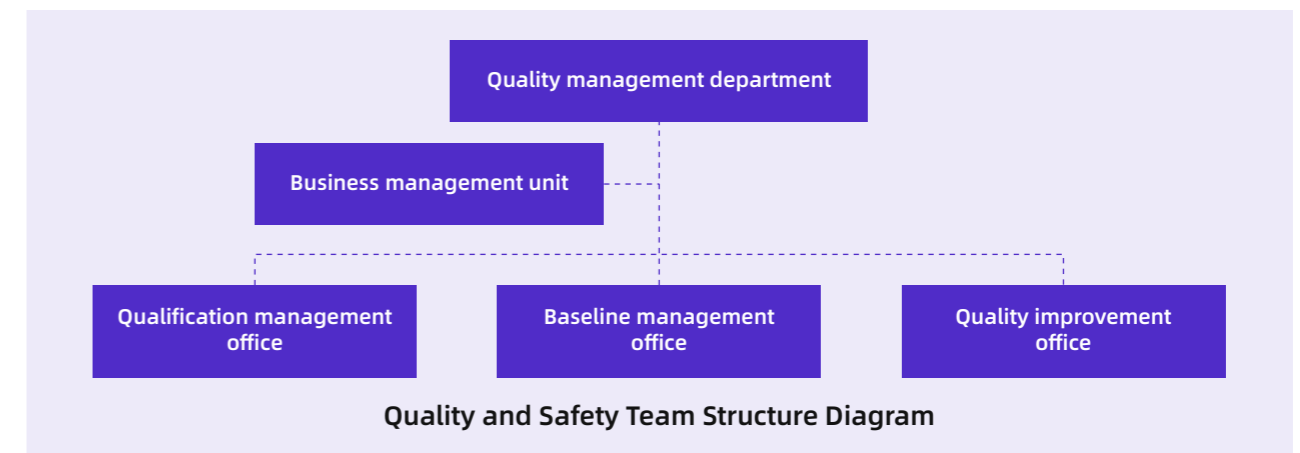 Quality management department
Business management unit
Qualification management
office
Baseline management
office
Quality improvement
office
Quality and Safety Team Structure Diagram